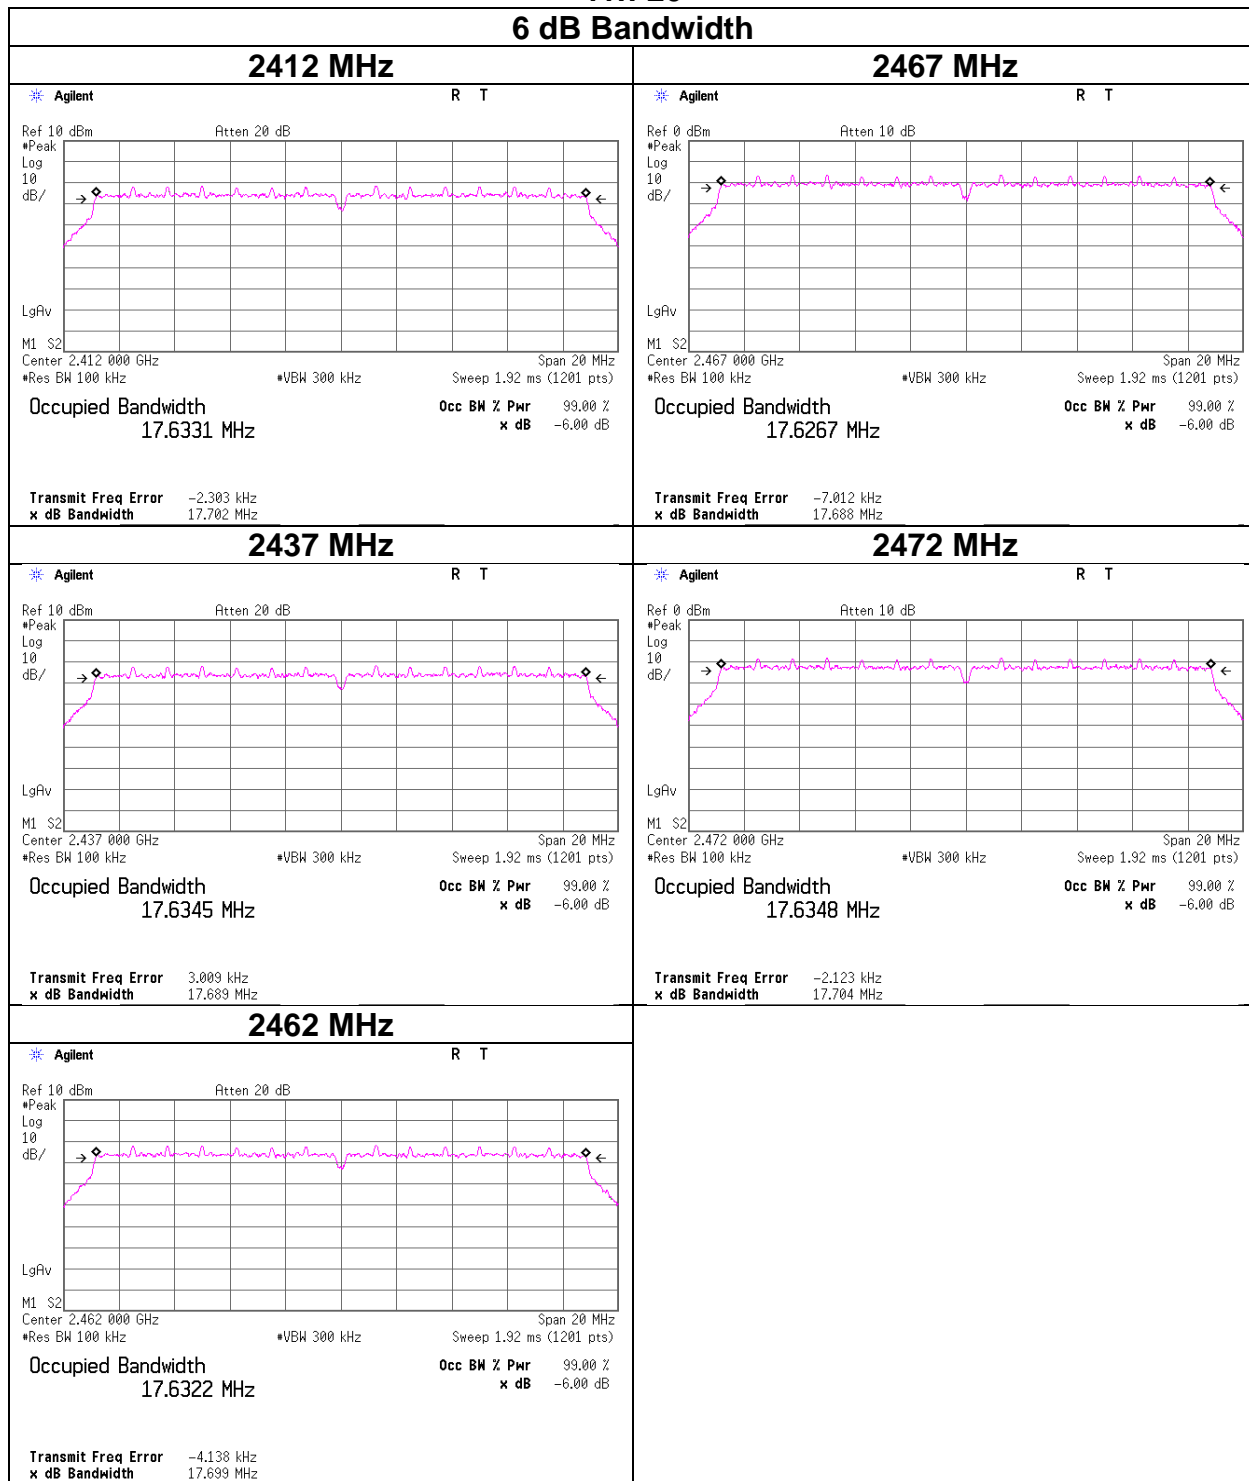 6 dB Bandwidth
2412 MHz
Agilent
R T
Ref 10 dBm
Atten 20 dB
#Peak
Log
10
dB/
LgAv
M1 S2
Center 2.412 000 GHz
Span 20 MHz
#Res BW 100 kHz
#VBW 300 kHz
Sweep 1.92 ms (1201 pts)
Occupied Bandwidth
17.6331 MHz
Occ BW % Pwr 99.00 %
x dB -6.00 dB
Transmit Freq Error -2.303 kHz
x dB Bandwidth 17.702 MHz
2467 MHz
Agilent
R T
Ref 0 dBm
Atten 10 dB
#Peak
Log
10
dB/
LgAv
M1 S2
Center 2.467 000 GHz
Span 20 MHz
#Res BW 100 kHz
#VBW 300 kHz
Sweep 1.92 ms (1201 pts)
Occupied Bandwidth
17.6267 MHz
Occ BW % Pwr 99.00 %
x dB -6.00 dB
Transmit Freq Error -7.012 kHz
x dB Bandwidth 17.688 MHz
2437 MHz
Agilent
R T
Ref 10 dBm
Atten 20 dB
#Peak
Log
10
dB/
LgAv
M1 S2
Center 2.437 000 GHz
Span 20 MHz
#Res BW 100 kHz
#VBW 300 kHz
Sweep 1.92 ms (1201 pts)
Occupied Bandwidth
17.6345 MHz
Occ BW % Pwr 99.00 %
x dB -6.00 dB
Transmit Freq Error 3.009 kHz
x dB Bandwidth 17.689 MHz
2472 MHz
Agilent
R T
Ref 0 dBm
Atten 10 dB
#Peak
Log
10
dB/
LgAv
M1 S2
Center 2.472 000 GHz
Span 20 MHz
#Res BW 100 kHz
#VBW 300 kHz
Sweep 1.92 ms (1201 pts)
Occupied Bandwidth
17.6348 MHz
Occ BW % Pwr 99.00 %
x dB -6.00 dB
Transmit Freq Error -2.123 kHz
x dB Bandwidth 17.704 MHz
2462 MHz
Agilent
R T
Ref 10 dBm
Atten 20 dB
#Peak
Log
10
dB/
LgAv
M1 S2
Center 2.462 000 GHz
Span 20 MHz
#Res BW 100 kHz
#VBW 300 kHz
Sweep 1.92 ms (1201 pts)
Occupied Bandwidth
17.6322 MHz
Occ BW % Pwr 99.00 %
x dB -6.00 dB
Transmit Freq Error -4.138 kHz
x dB Bandwidth 17.699 MHz